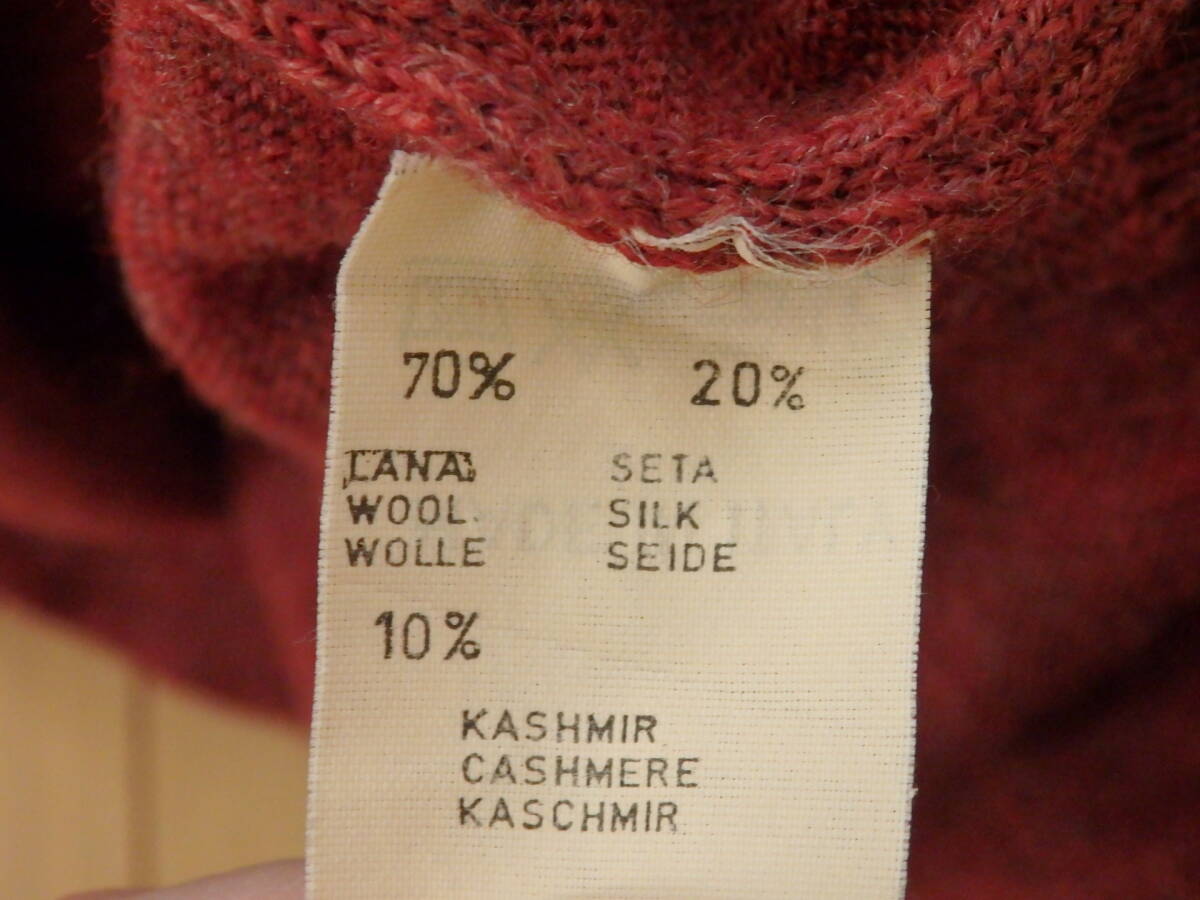 70% 20%
LANA SETA
WOOL SILK
WOLLE SEIDE
10%
KASHMIR
CASHMERE
KASCHMIR